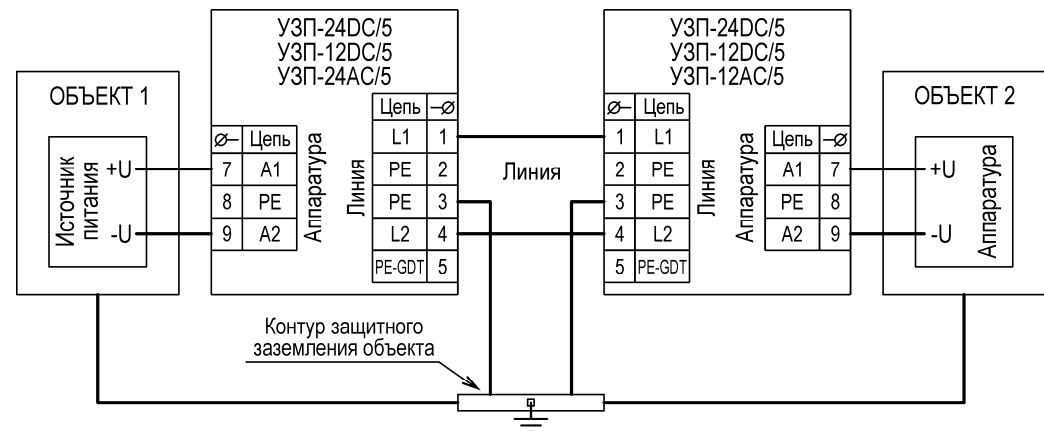 УЗП-24DC/5
УЗП-12DC/5
УЗП-24AC/5
УЗП-24DC/5
УЗП-12DC/5
УЗП-12AC/5
ОБЪЕКТ 1
Источник
питания
+U
-U
Ø Цепь
7 A1
8 PE
9 A2
Аппаратура
Линия
Цепь Ø
L1 1
PE 2
PE 3
L2 4
PE-GDT 5
Линия
Ø Цепь
1 L1
2 PE
3 PE
4 L2
5 PE-GDT
Линия
Аппаратура
Цепь Ø
A1 7
PE 8
A2 9
ОБЪЕКТ 2
+U
-U
Аппаратура
Контур защитного
заземления объекта